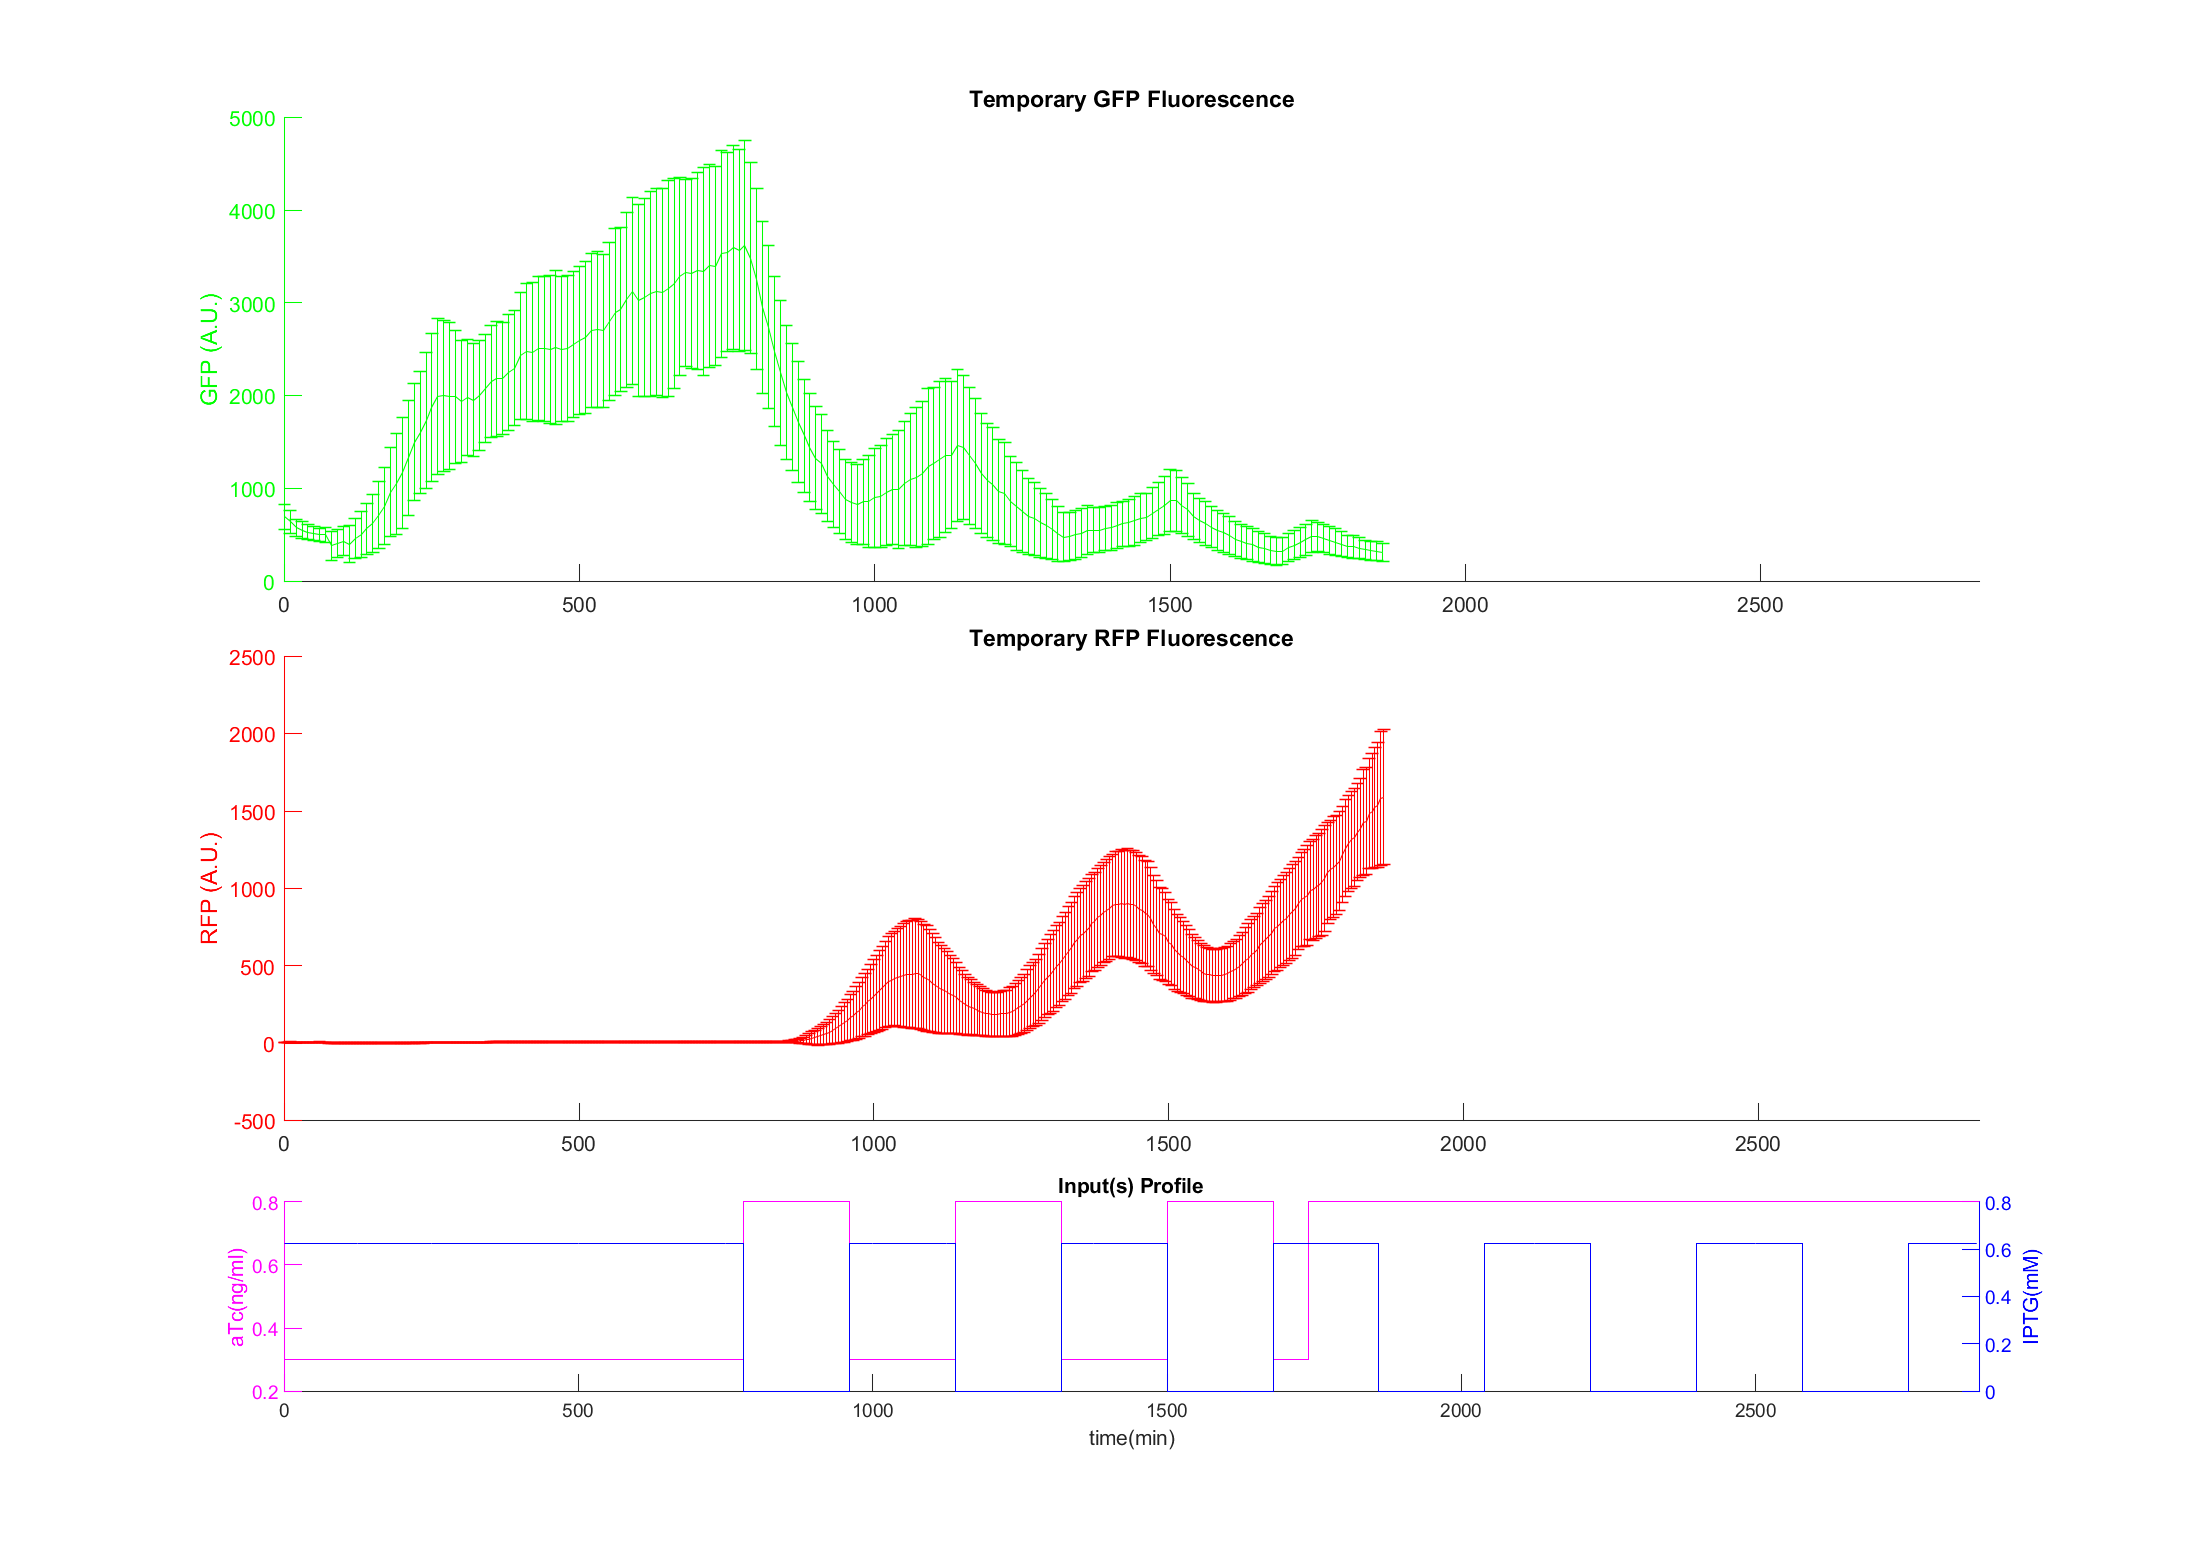 Temporary GFP Fluorescence
5000
4000
3000
2000
1000
0
GFP (A.U.)
0 500 1000 1500 2000 2500
Temporary RFP Fluorescence
2500
2000
1500
1000
500
0
-500
RFP (A.U.)
0 500 1000 1500 2000 2500
Input(s) Profile
0.8
0.6
0.4
0.2
aTc(ng/ml)
0.8
0.6
0.4
0.2
0
IPTG(mM)
0 500 1000 1500 2000 2500
time(min)